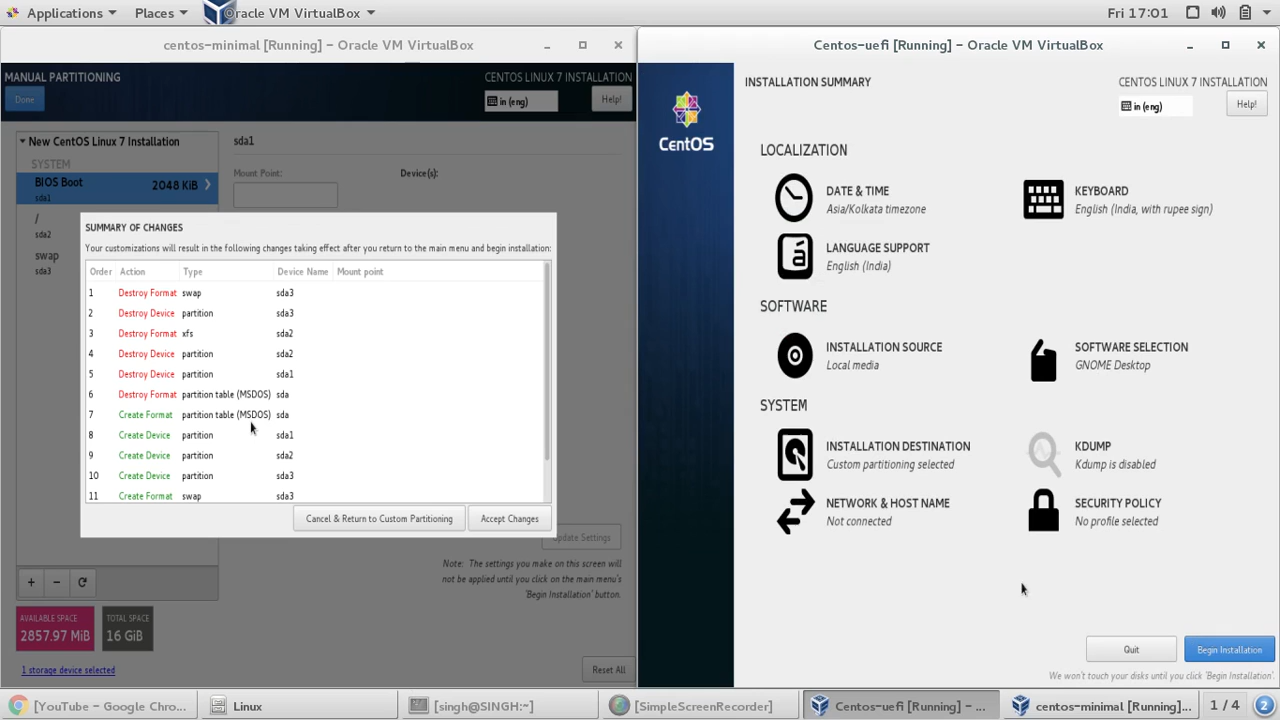 Applications
Places
Oracle VM VirtualBox
Fri 17:01
centos-minimal [Running] – Oracle VM VirtualBox
MANUAL PARTITIONING
CENTOS LINUX 7 INSTALLATION
Done
in (eng)
Help!
New CentOS Linux 7 Installation
SYSTEM
BIOS Boot 2048 KiB
sda1
/
sda2
swap
sda3
sda1
Mount Point:
Device(s):
SUMMARY OF CHANGES
Your customizations will result in the following changes taking effect after you return to the main menu and begin installation:
Order Action Type Device Name Mount point
1 Destroy Format swap sda3
2 Destroy Device partition sda3
3 Destroy Format xfs sda2
4 Destroy Device partition sda2
5 Destroy Device partition sda1
6 Destroy Format partition table (MSDOS) sda
7 Create Format partition table (MSDOS) sda
8 Create Device partition sda1
9 Create Device partition sda2
10 Create Device partition sda3
11 Create Format swap sda3
Cancel & Return to Custom Partitioning
Accept Changes
Update Settings
Note: The settings you make on this screen will
not be applied until you click on the main menu's
'Begin Installation' button.
+ −
AVAILABLE SPACE
2857.97 MiB
TOTAL SPACE
16 GiB
1 storage device selected
Reset All
Centos-uefi [Running] – Oracle VM VirtualBox
CentOS
INSTALLATION SUMMARY
CENTOS LINUX 7 INSTALLATION
in (eng)
Help!
LOCALIZATION
DATE & TIME
Asia/Kolkata timezone
KEYBOARD
English (India, with rupee sign)
LANGUAGE SUPPORT
English (India)
SOFTWARE
INSTALLATION SOURCE
Local media
SOFTWARE SELECTION
GNOME Desktop
SYSTEM
INSTALLATION DESTINATION
Custom partitioning selected
KDUMP
Kdump is disabled
NETWORK & HOST NAME
Not connected
SECURITY POLICY
No profile selected
Quit
Begin Installation
We won't touch your disks until you click 'Begin Installation'.
[YouTube – Google Chro...
Linux
[singh@SINGH:~]
[SimpleScreenRecorder]
Centos-uefi [Running] – ...
centos-minimal [Running]...
1 / 4
2